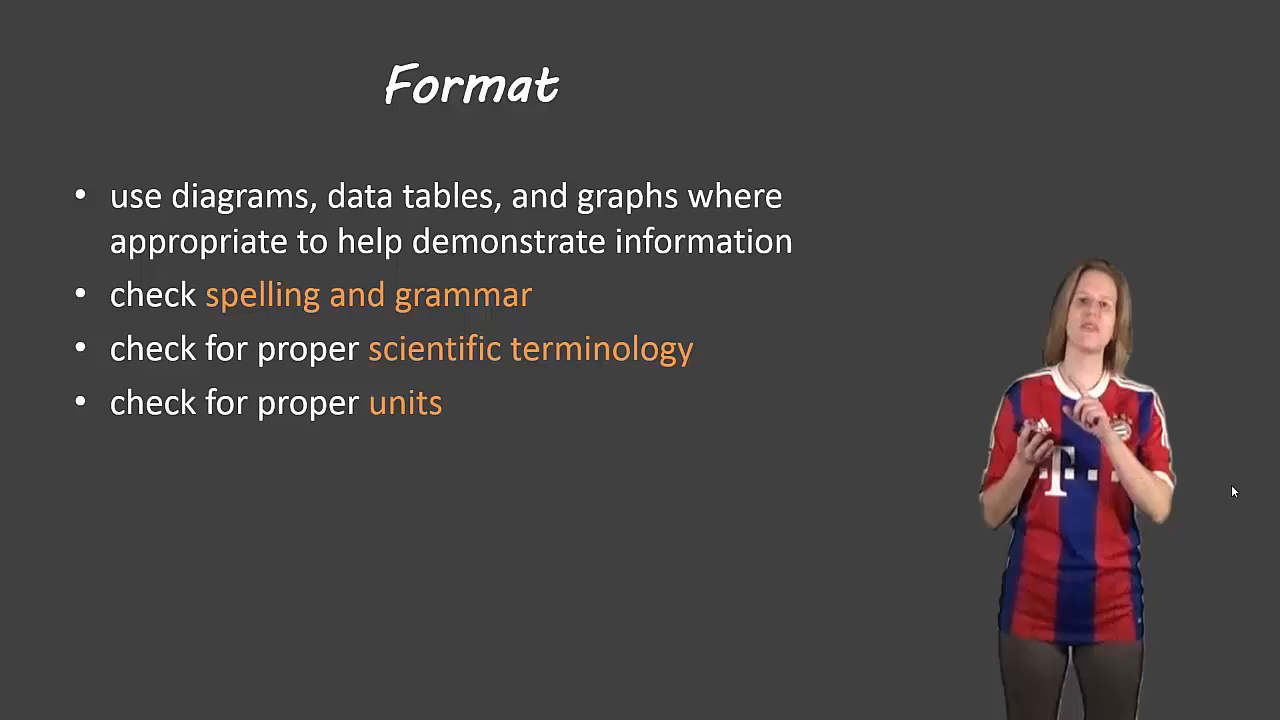 Format
• use diagrams, data tables, and graphs where
appropriate to help demonstrate information
• check spelling and grammar
• check for proper scientific terminology
• check for proper units
T